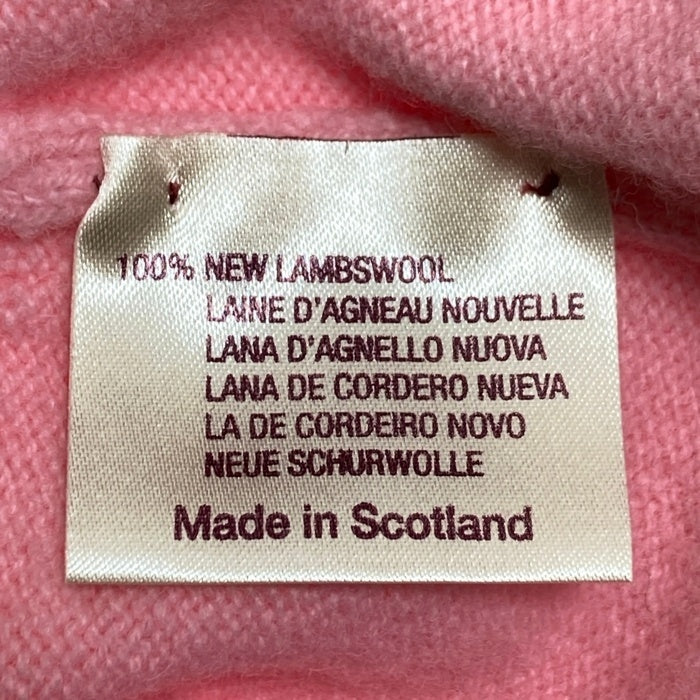 100% NEW LAMBSWOOL
LAINE D'AGNEAU NOUVELLE
LANA D'AGNELLO NUOVA
LANA DE CORDERO NUEVA
LA DE CORDEIRO NOVO
NEUE SCHURWOLLE
Made in Scotland